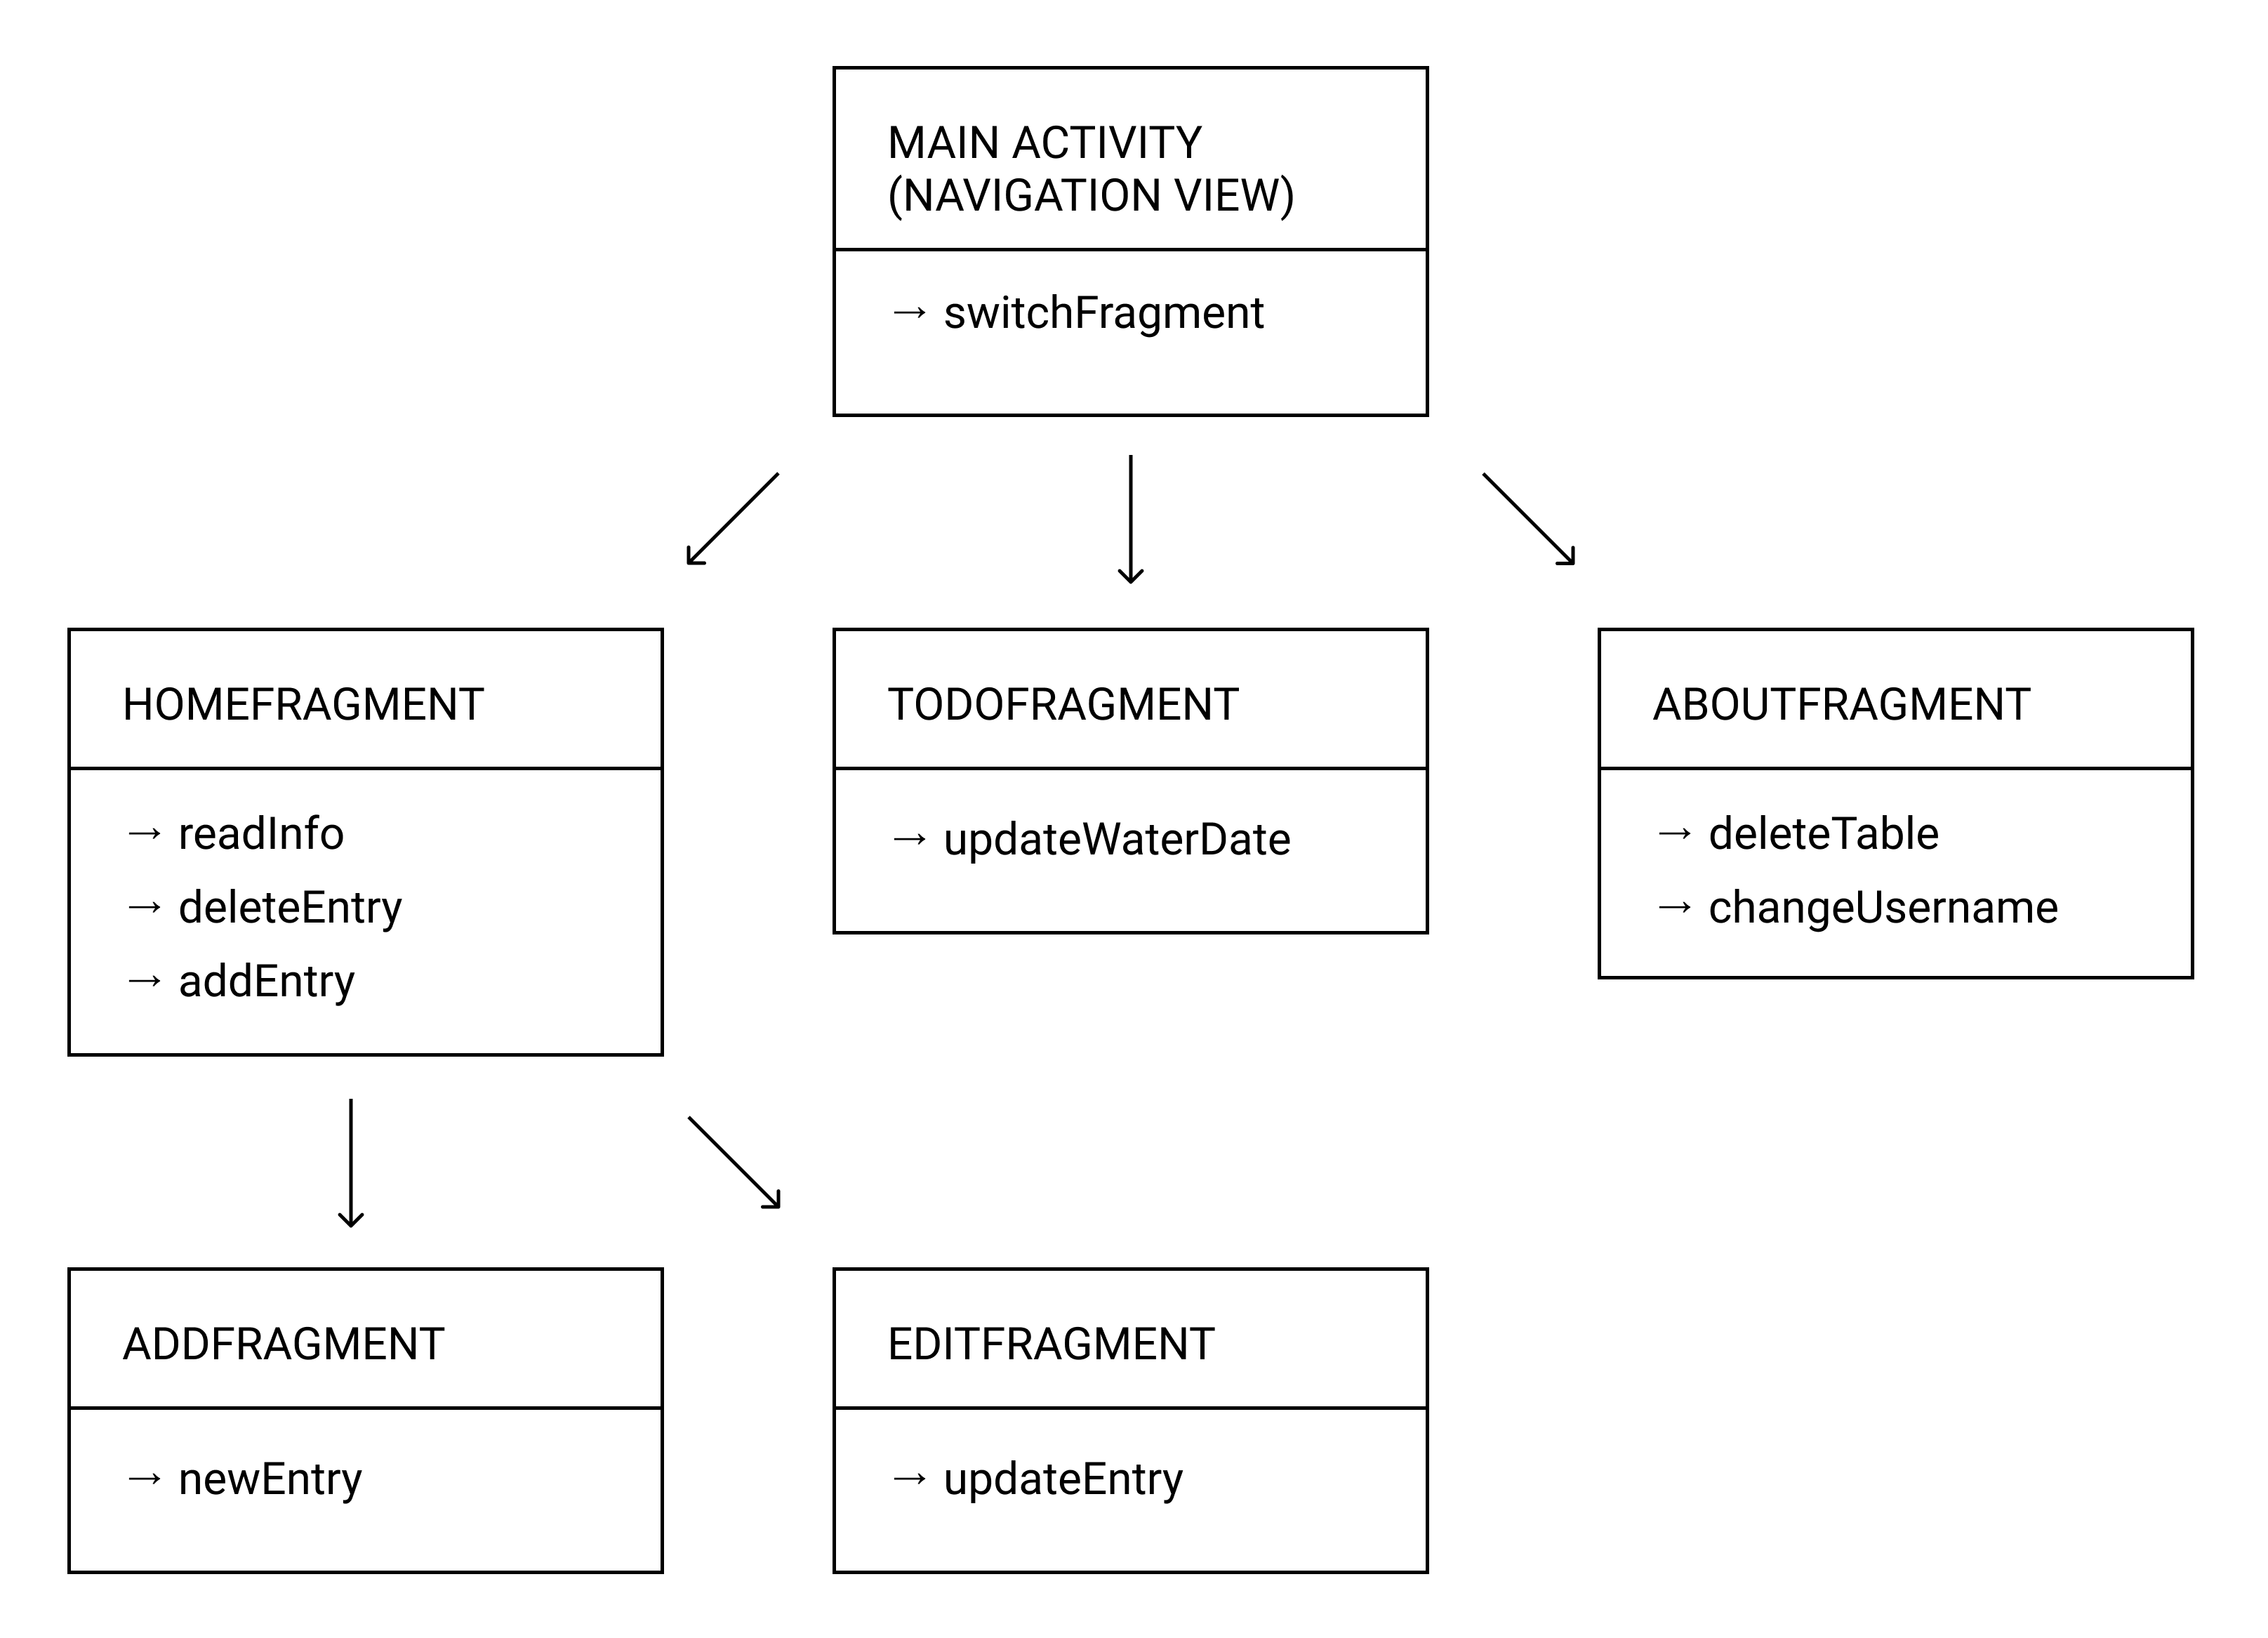 MAIN ACTIVITY
(NAVIGATION VIEW)
→ switchFragment
HOMEFRAGMENT
→ readInfo
→ deleteEntry
→ addEntry
TODOFRAGMENT
→ updateWaterDate
ABOUTFRAGMENT
→ deleteTable
→ changeUsername
ADDFRAGMENT
→ newEntry
EDITFRAGMENT
→ updateEntry